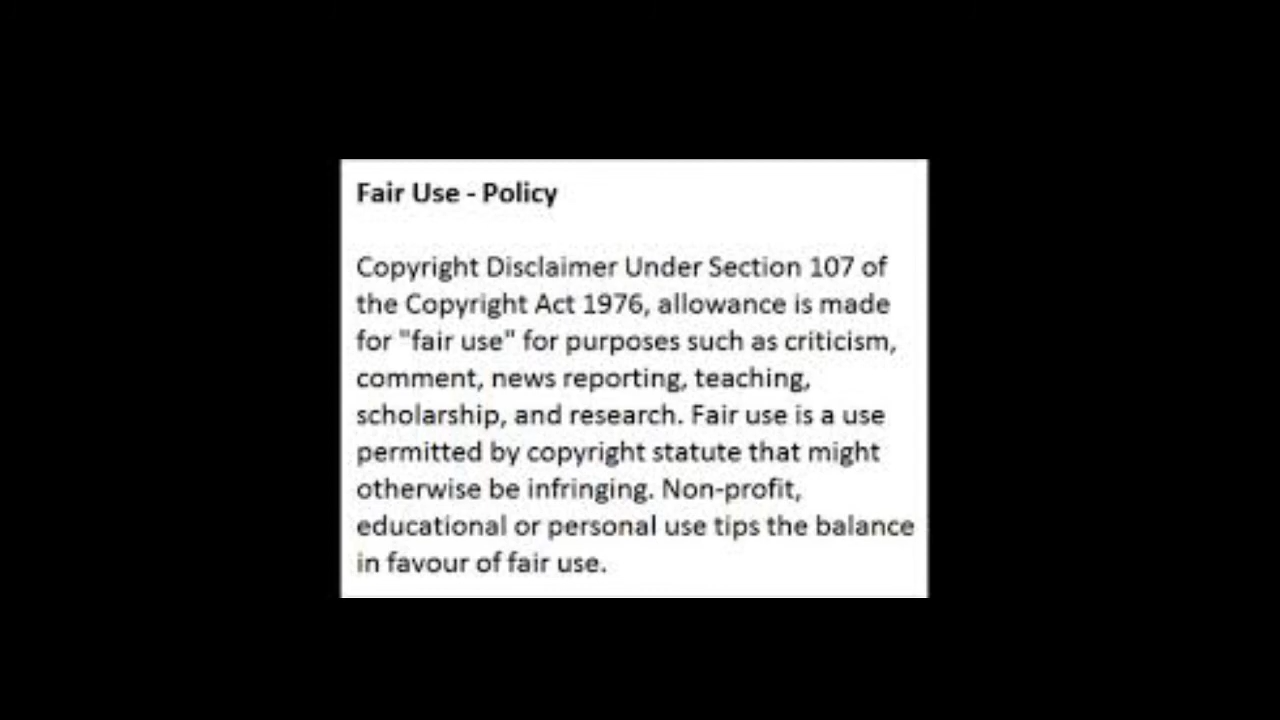 Fair Use - Policy
Copyright Disclaimer Under Section 107 of
the Copyright Act 1976, allowance is made
for "fair use" for purposes such as criticism,
comment, news reporting, teaching,
scholarship, and research. Fair use is a use
permitted by copyright statute that might
otherwise be infringing. Non-profit,
educational or personal use tips the balance
in favour of fair use.